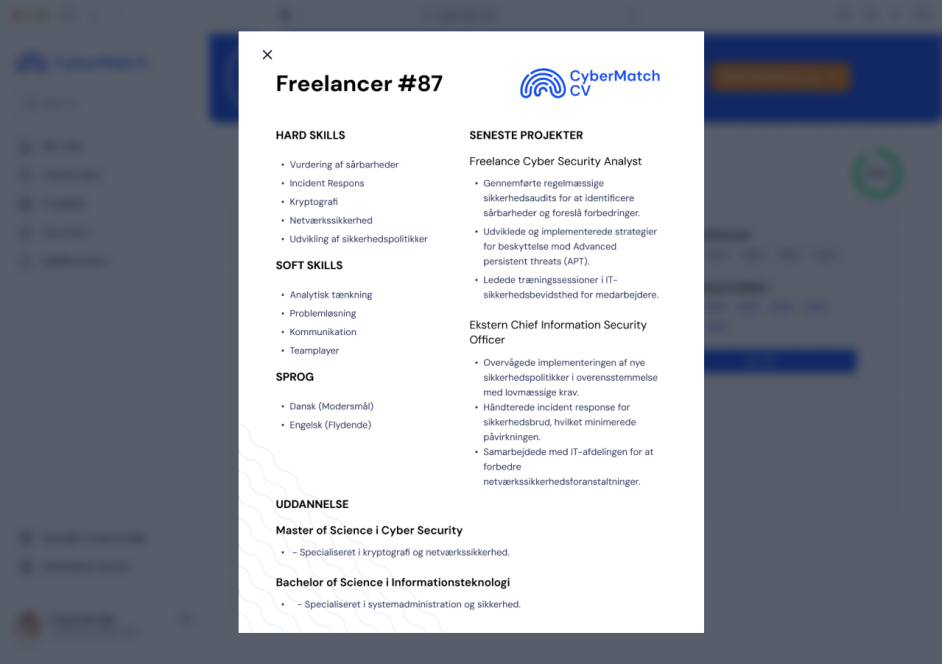 Freelancer #87
CyberMatch
CV
HARD SKILLS
• Vurdering af sårbarheder
• Incident Respons
• Kryptografi
• Netværkssikkerhed
• Udvikling af sikkerhedspolitikker
SOFT SKILLS
• Analytisk tænkning
• Problemløsning
• Kommunikation
• Teamplayer
SPROG
• Dansk (Modersmål)
• Engelsk (Flydende)
SENESTE PROJEKTER
Freelance Cyber Security Analyst
• Gennemførte regelmæssige
sikkerhedsaudits for at identificere
sårbarheder og foreslå forbedringer.
• Udviklede og implementerede strategier
for beskyttelse mod Advanced
persistent threats (APT).
• Ledede træningssessioner i IT-
sikkerhedsbevidsthed for medarbejdere.
Ekstern Chief Information Security
Officer
• Overvågede implementeringen af nye
sikkerhedspolitikker i overensstemmelse
med lovmæssige krav.
• Håndterede incident response for
sikkerhedsbrud, hvilket minimerede
påvirkningen.
• Samarbejdede med IT-afdelingen for at
forbedre
netværkssikkerhedsforanstaltninger.
UDDANNELSE
Master of Science i Cyber Security
• - Specialiseret i kryptografi og netværkssikkerhed.
Bachelor of Science i Informationsteknologi
• - Specialiseret i systemadministration og sikkerhed.
CyberMatch